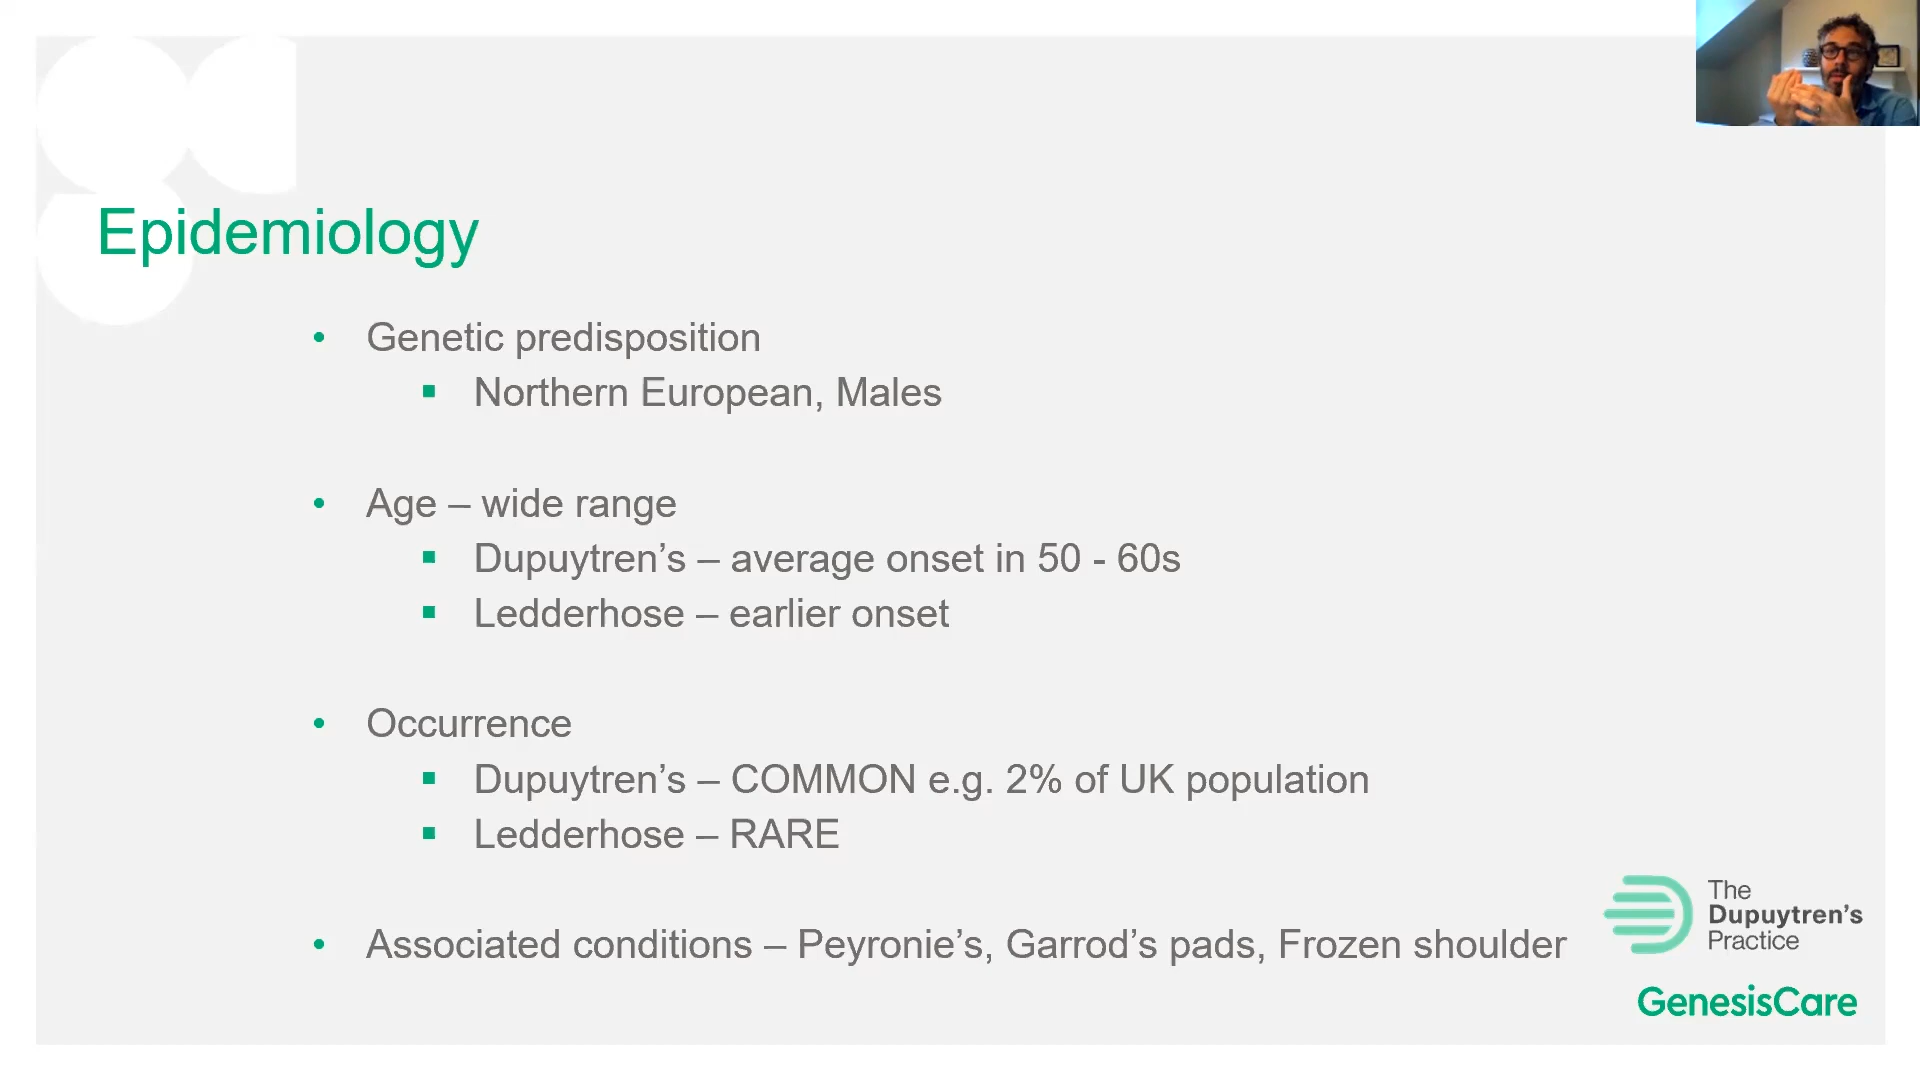 Epidemiology
• Genetic predisposition
▪ Northern European, Males
• Age – wide range
▪ Dupuytren’s – average onset in 50 - 60s
▪ Ledderhose – earlier onset
• Occurrence
▪ Dupuytren’s – COMMON e.g. 2% of UK population
▪ Ledderhose – RARE
• Associated conditions – Peyronie’s, Garrod’s pads, Frozen shoulder
The
Dupuytren’s
Practice
GenesisCare